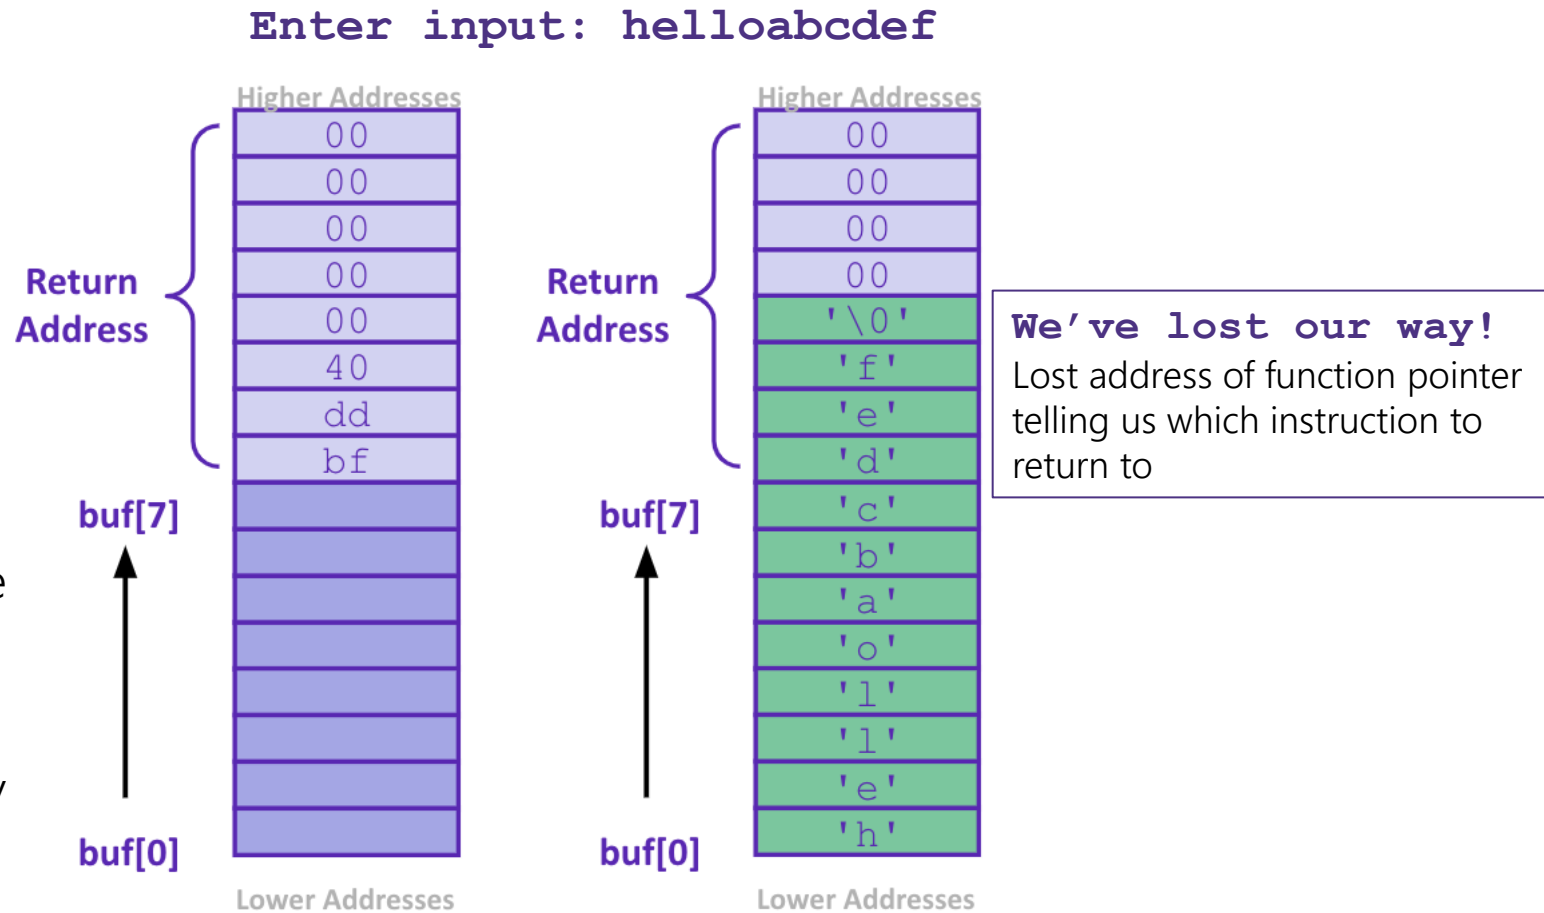 Enter input: helloabcdef
Higher Addresses
00
00
00
00
00
40
dd
bf
Return
Address
buf[7]
buf[0]
Lower Addresses
Higher Addresses
00
00
00
00
'\0'
'f'
'e'
'd'
'c'
'b'
'a'
'o'
'l'
'l'
'e'
'h'
Return
Address
buf[7]
buf[0]
Lower Addresses
We’ve lost our way!
Lost address of function pointer
telling us which instruction to
return to